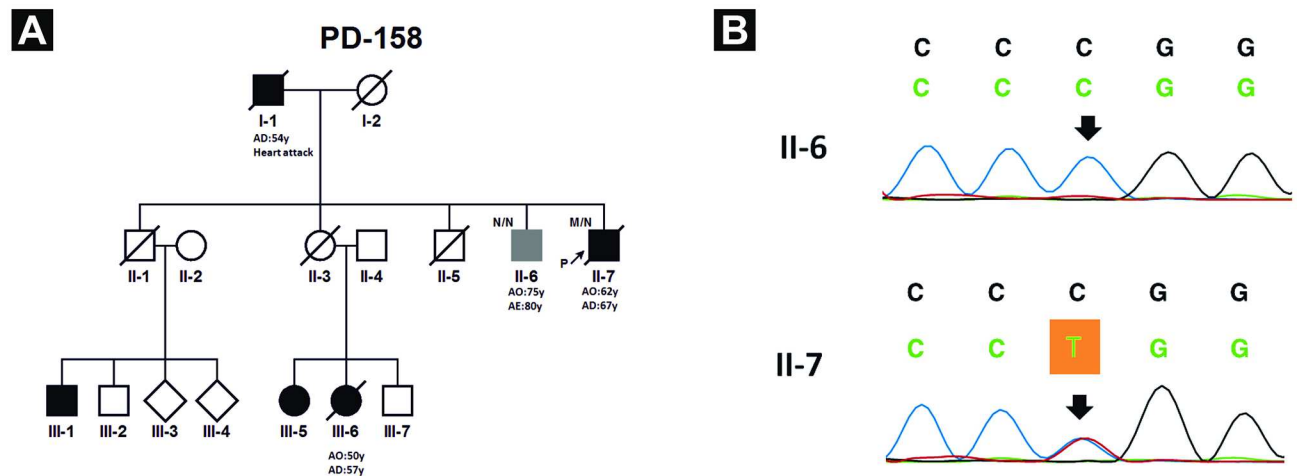 A
PD-158
I-1
I-2
AD:54y
Heart attack
N/N
M/N
P
II-1
II-2
II-3
II-4
II-5
II-6
II-7
AO:75y
AE:80y
AO:62y
AD:67y
III-1
III-2
III-3
III-4
III-5
III-6
III-7
AO:50y
AD:57y
B
C C C G G
C C C G G
II-6
C C C G G
C C T G G
II-7